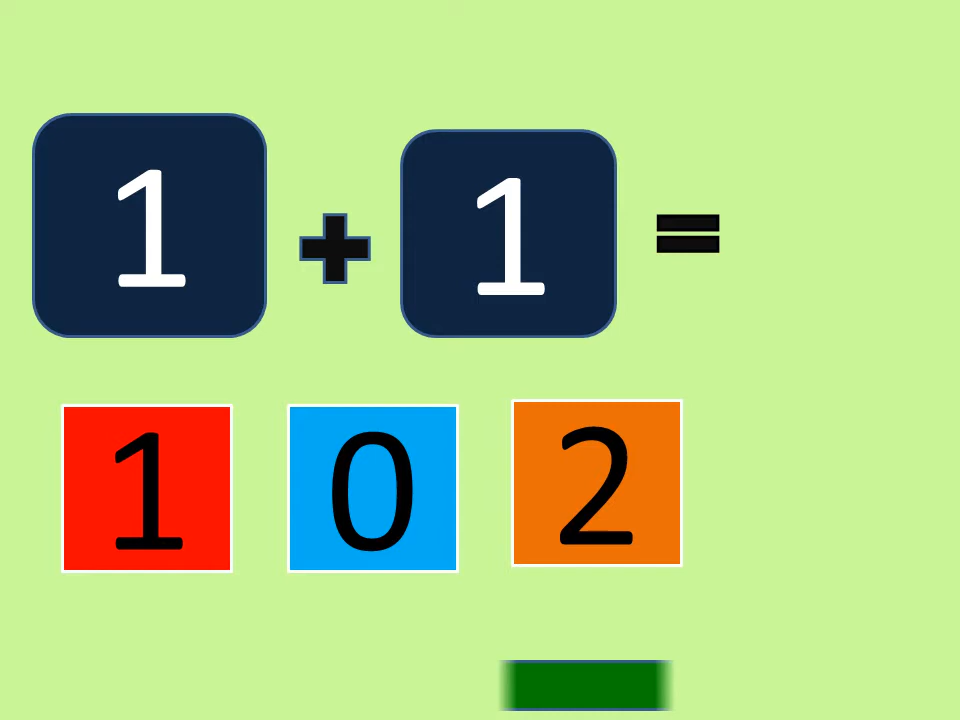 1 + 1 =
1 0 2